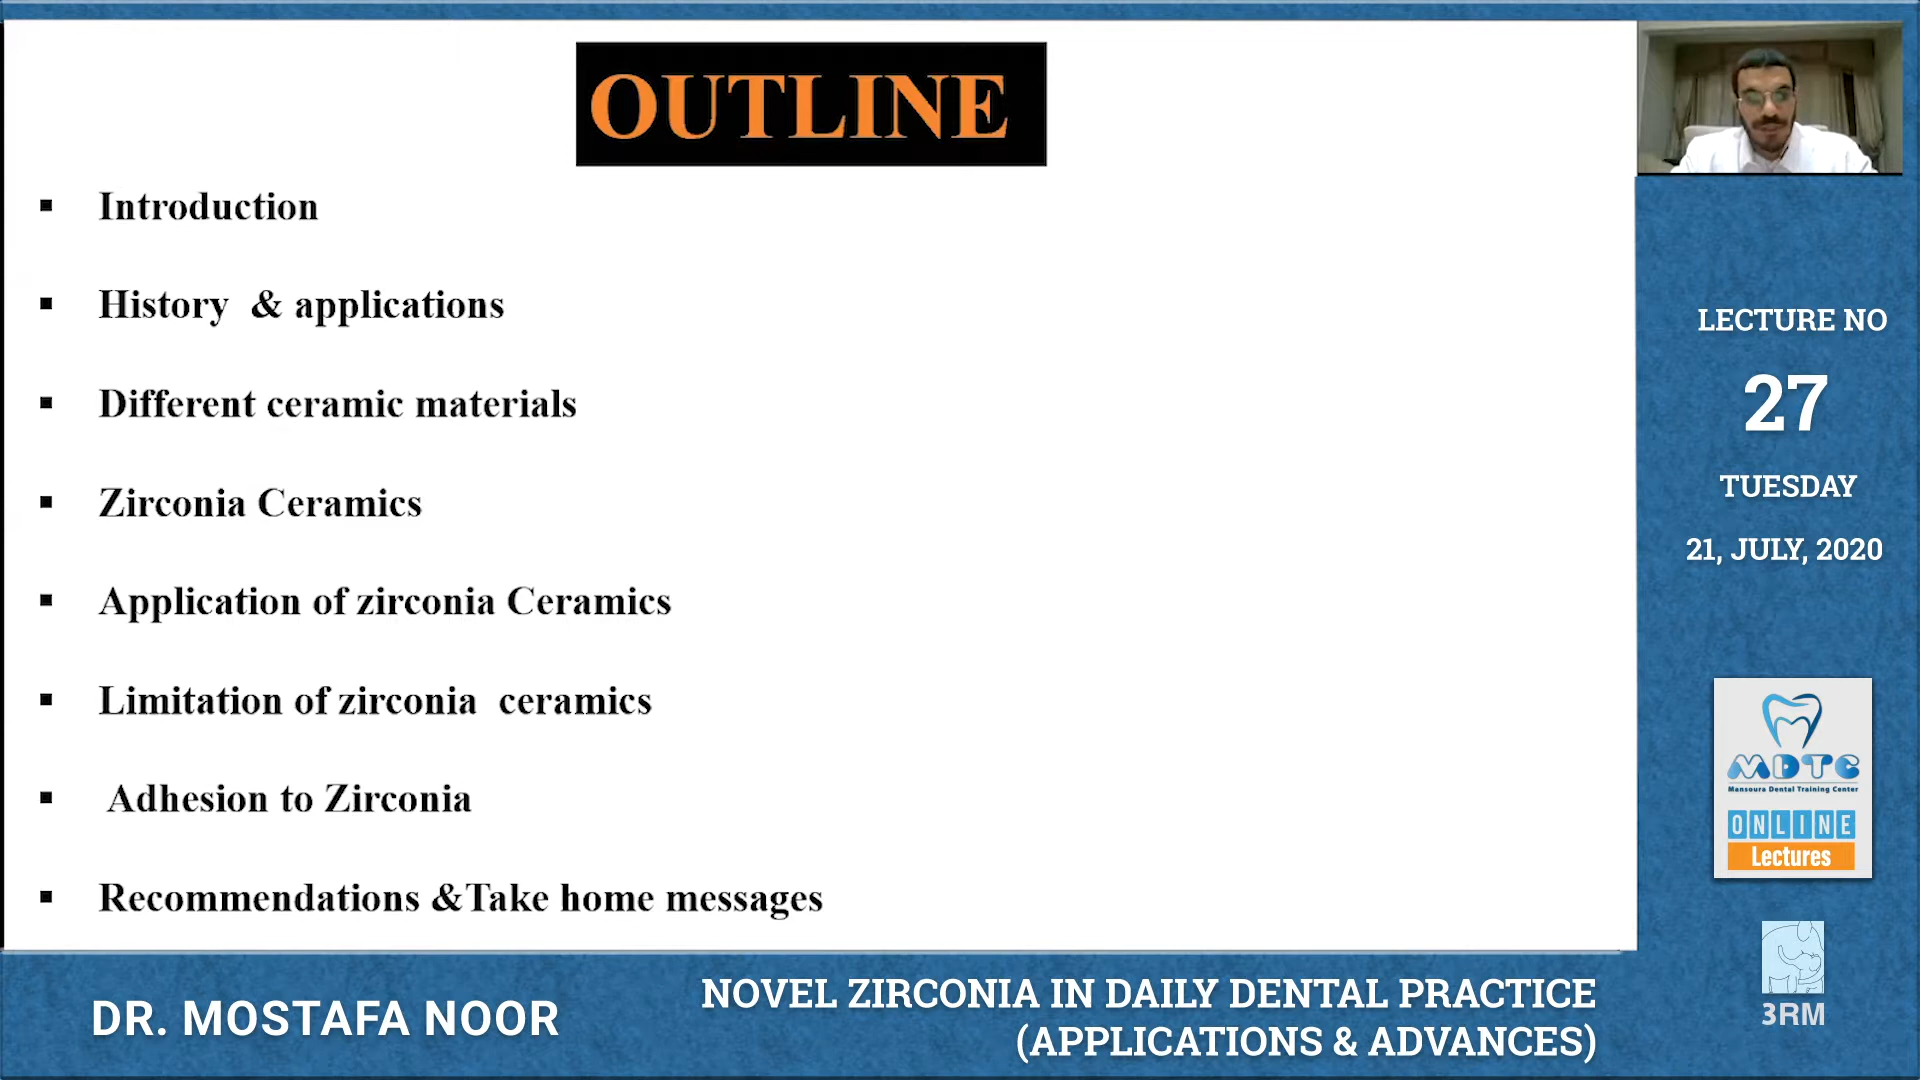 OUTLINE
▪ Introduction
▪ History & applications
▪ Different ceramic materials
▪ Zirconia Ceramics
▪ Application of zirconia Ceramics
▪ Limitation of zirconia ceramics
▪ Adhesion to Zirconia
▪ Recommendations &Take home messages
LECTURE NO
27
TUESDAY
21, JULY, 2020
MDTC
Mansoura Dental Training Center
ONLINE
Lectures
3RM
DR. MOSTAFA NOOR
NOVEL ZIRCONIA IN DAILY DENTAL PRACTICE
(APPLICATIONS & ADVANCES)